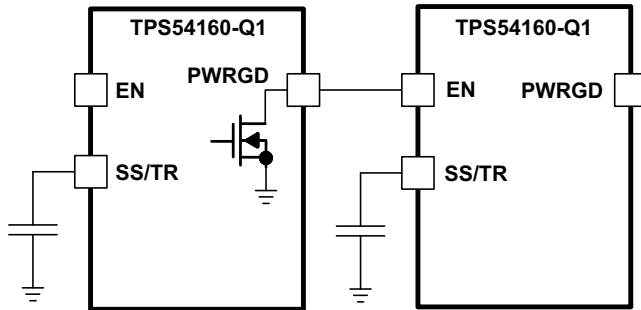 TPS54160-Q1
EN
PWRGD
SS/TR
TPS54160-Q1
EN
PWRGD
SS/TR